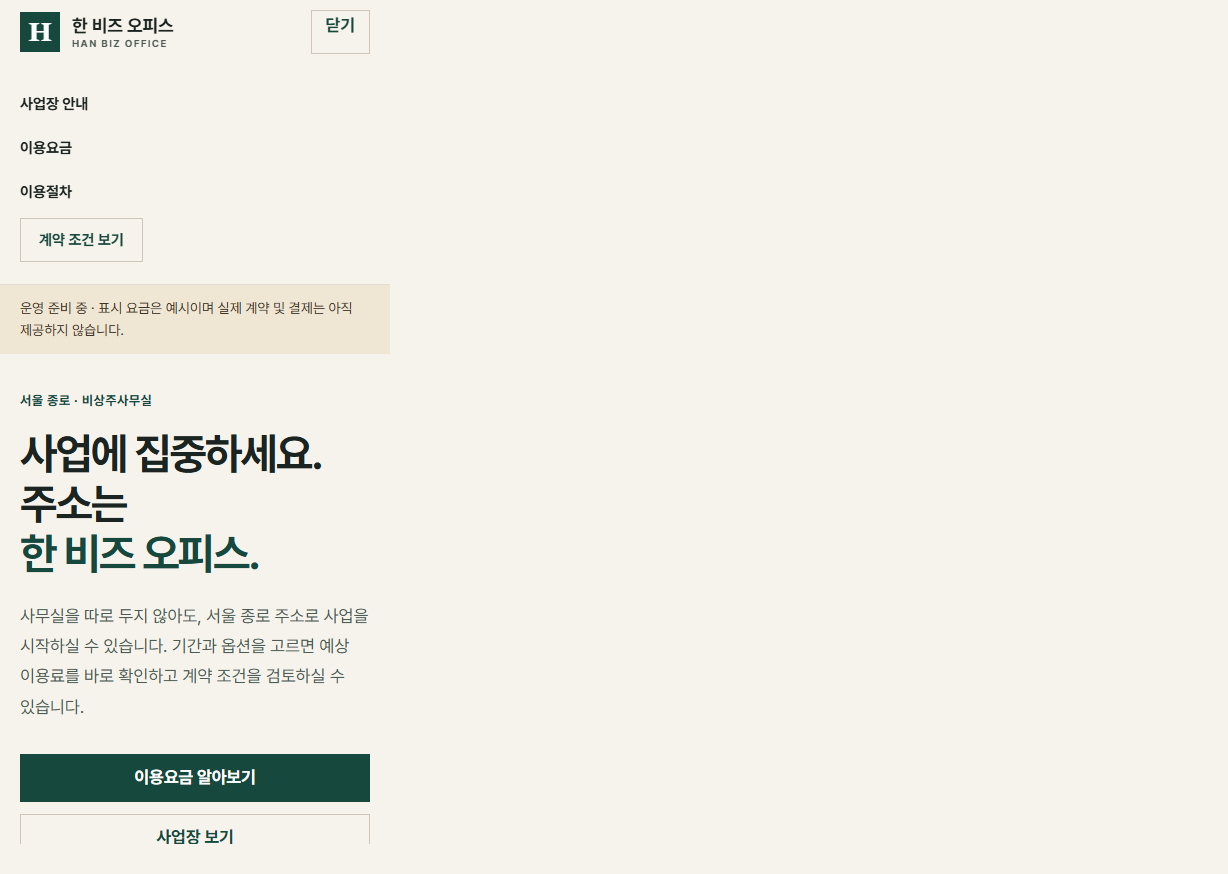 H
한 비즈 오피스
HAN BIZ OFFICE
닫기
사업장 안내
이용요금
이용절차
계약 조건 보기
운영 준비 중 · 표시 요금은 예시이며 실제 계약 및 결제는 아직
제공하지 않습니다.
서울 종로 · 비상주사무실
사업에 집중하세요.
주소는
한 비즈 오피스.
사무실을 따로 두지 않아도, 서울 종로 주소로 사업을
시작하실 수 있습니다. 기간과 옵션을 고르면 예상
이용료를 바로 확인하고 계약 조건을 검토하실 수
있습니다.
이용요금 알아보기
사업장 보기